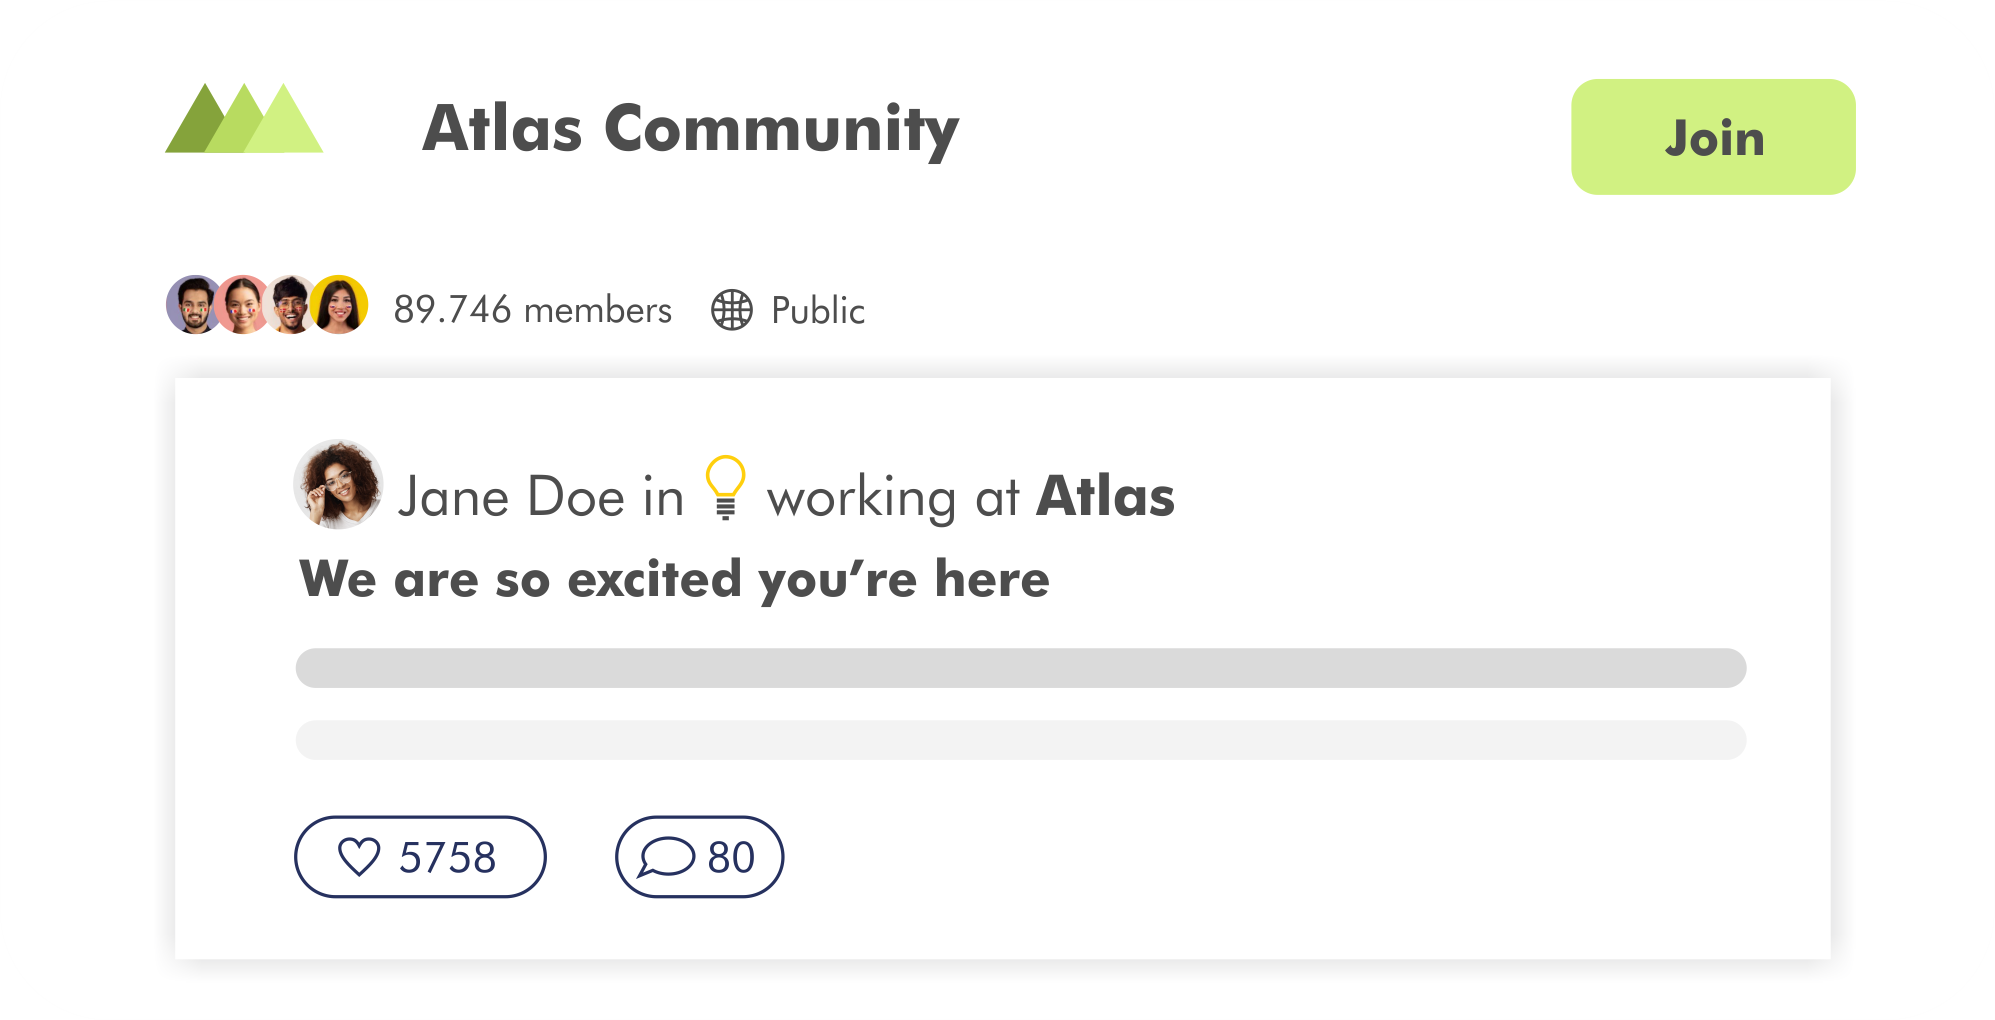 Atlas Community
Join
89.746 members
Public
Jane Doe in working at Atlas
We are so excited you’re here
5758
80